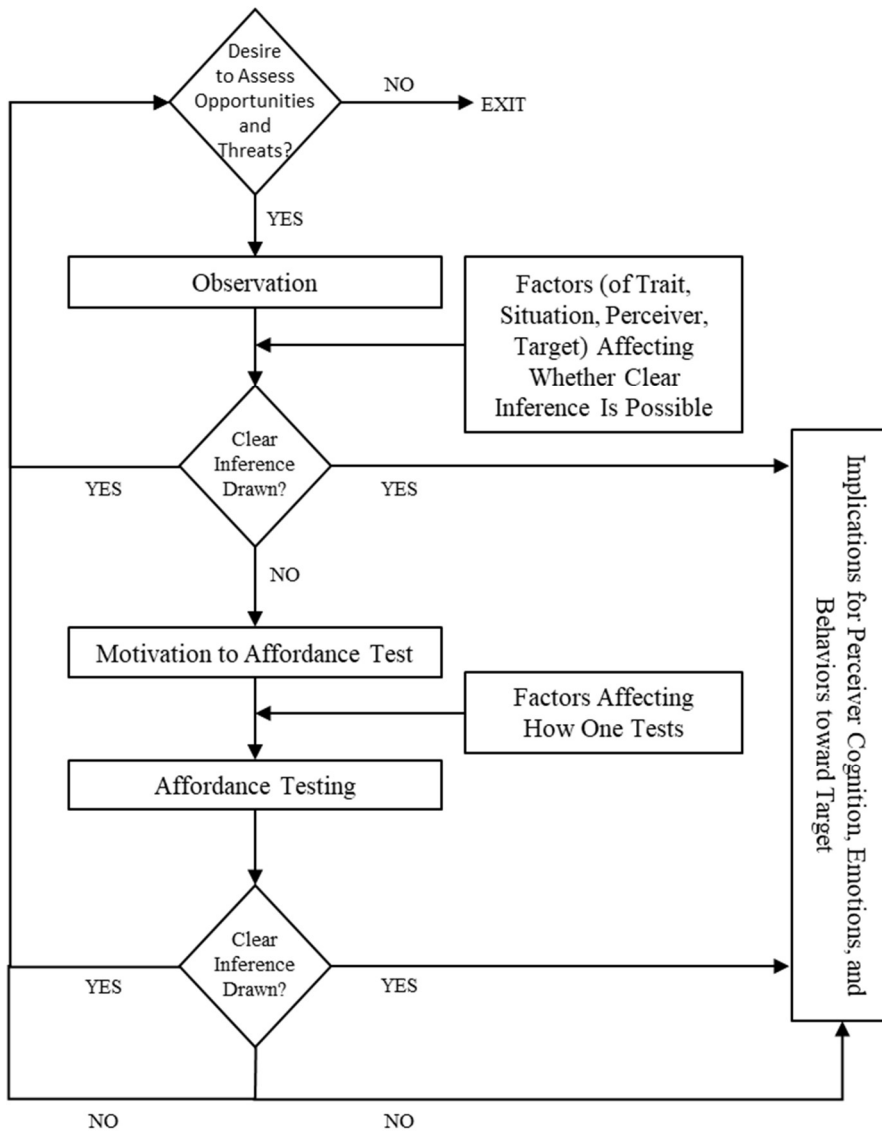 Desire
to Assess
Opportunities
and
Threats?
NO
EXIT
YES
Observation
Factors (of Trait,
Situation, Perceiver,
Target) Affecting
Whether Clear
Inference Is Possible
Clear
Inference
Drawn?
YES
YES
NO
Motivation to Affordance Test
Factors Affecting
How One Tests
Affordance Testing
Clear
Inference
Drawn?
YES
YES
NO
NO
Implications for Perceiver Cognition, Emotions, and
Behaviors toward Target